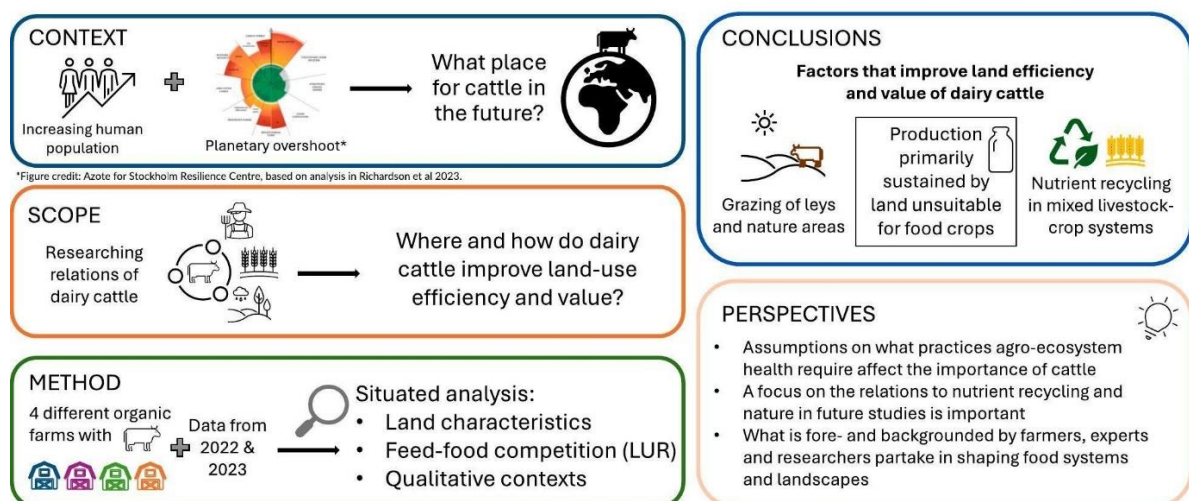 CONTEXT
Increasing human
population
Planetary overshoot*
What place
for cattle in
the future?
*Figure credit: Azote for Stockholm Resilience Centre, based on analysis in Richardson et al 2023.
SCOPE
Researching
relations of
dairy cattle
Where and how do dairy
cattle improve land-use
efficiency and value?
METHOD
4 different organic
farms with
Data from
2022 &
2023
Situated analysis:
• Land characteristics
• Feed-food competition (LUR)
• Qualitative contexts
CONCLUSIONS
Factors that improve land efficiency
and value of dairy cattle
Grazing of leys
and nature areas
Production
primarily
sustained by
land unsuitable
for food crops
Nutrient recycling
in mixed livestock-
crop systems
PERSPECTIVES
• Assumptions on what practices agro-ecosystem
health require affect the importance of cattle
• A focus on the relations to nutrient recycling and
nature in future studies is important
• What is fore- and backgrounded by farmers, experts
and researchers partake in shaping food systems
and landscapes